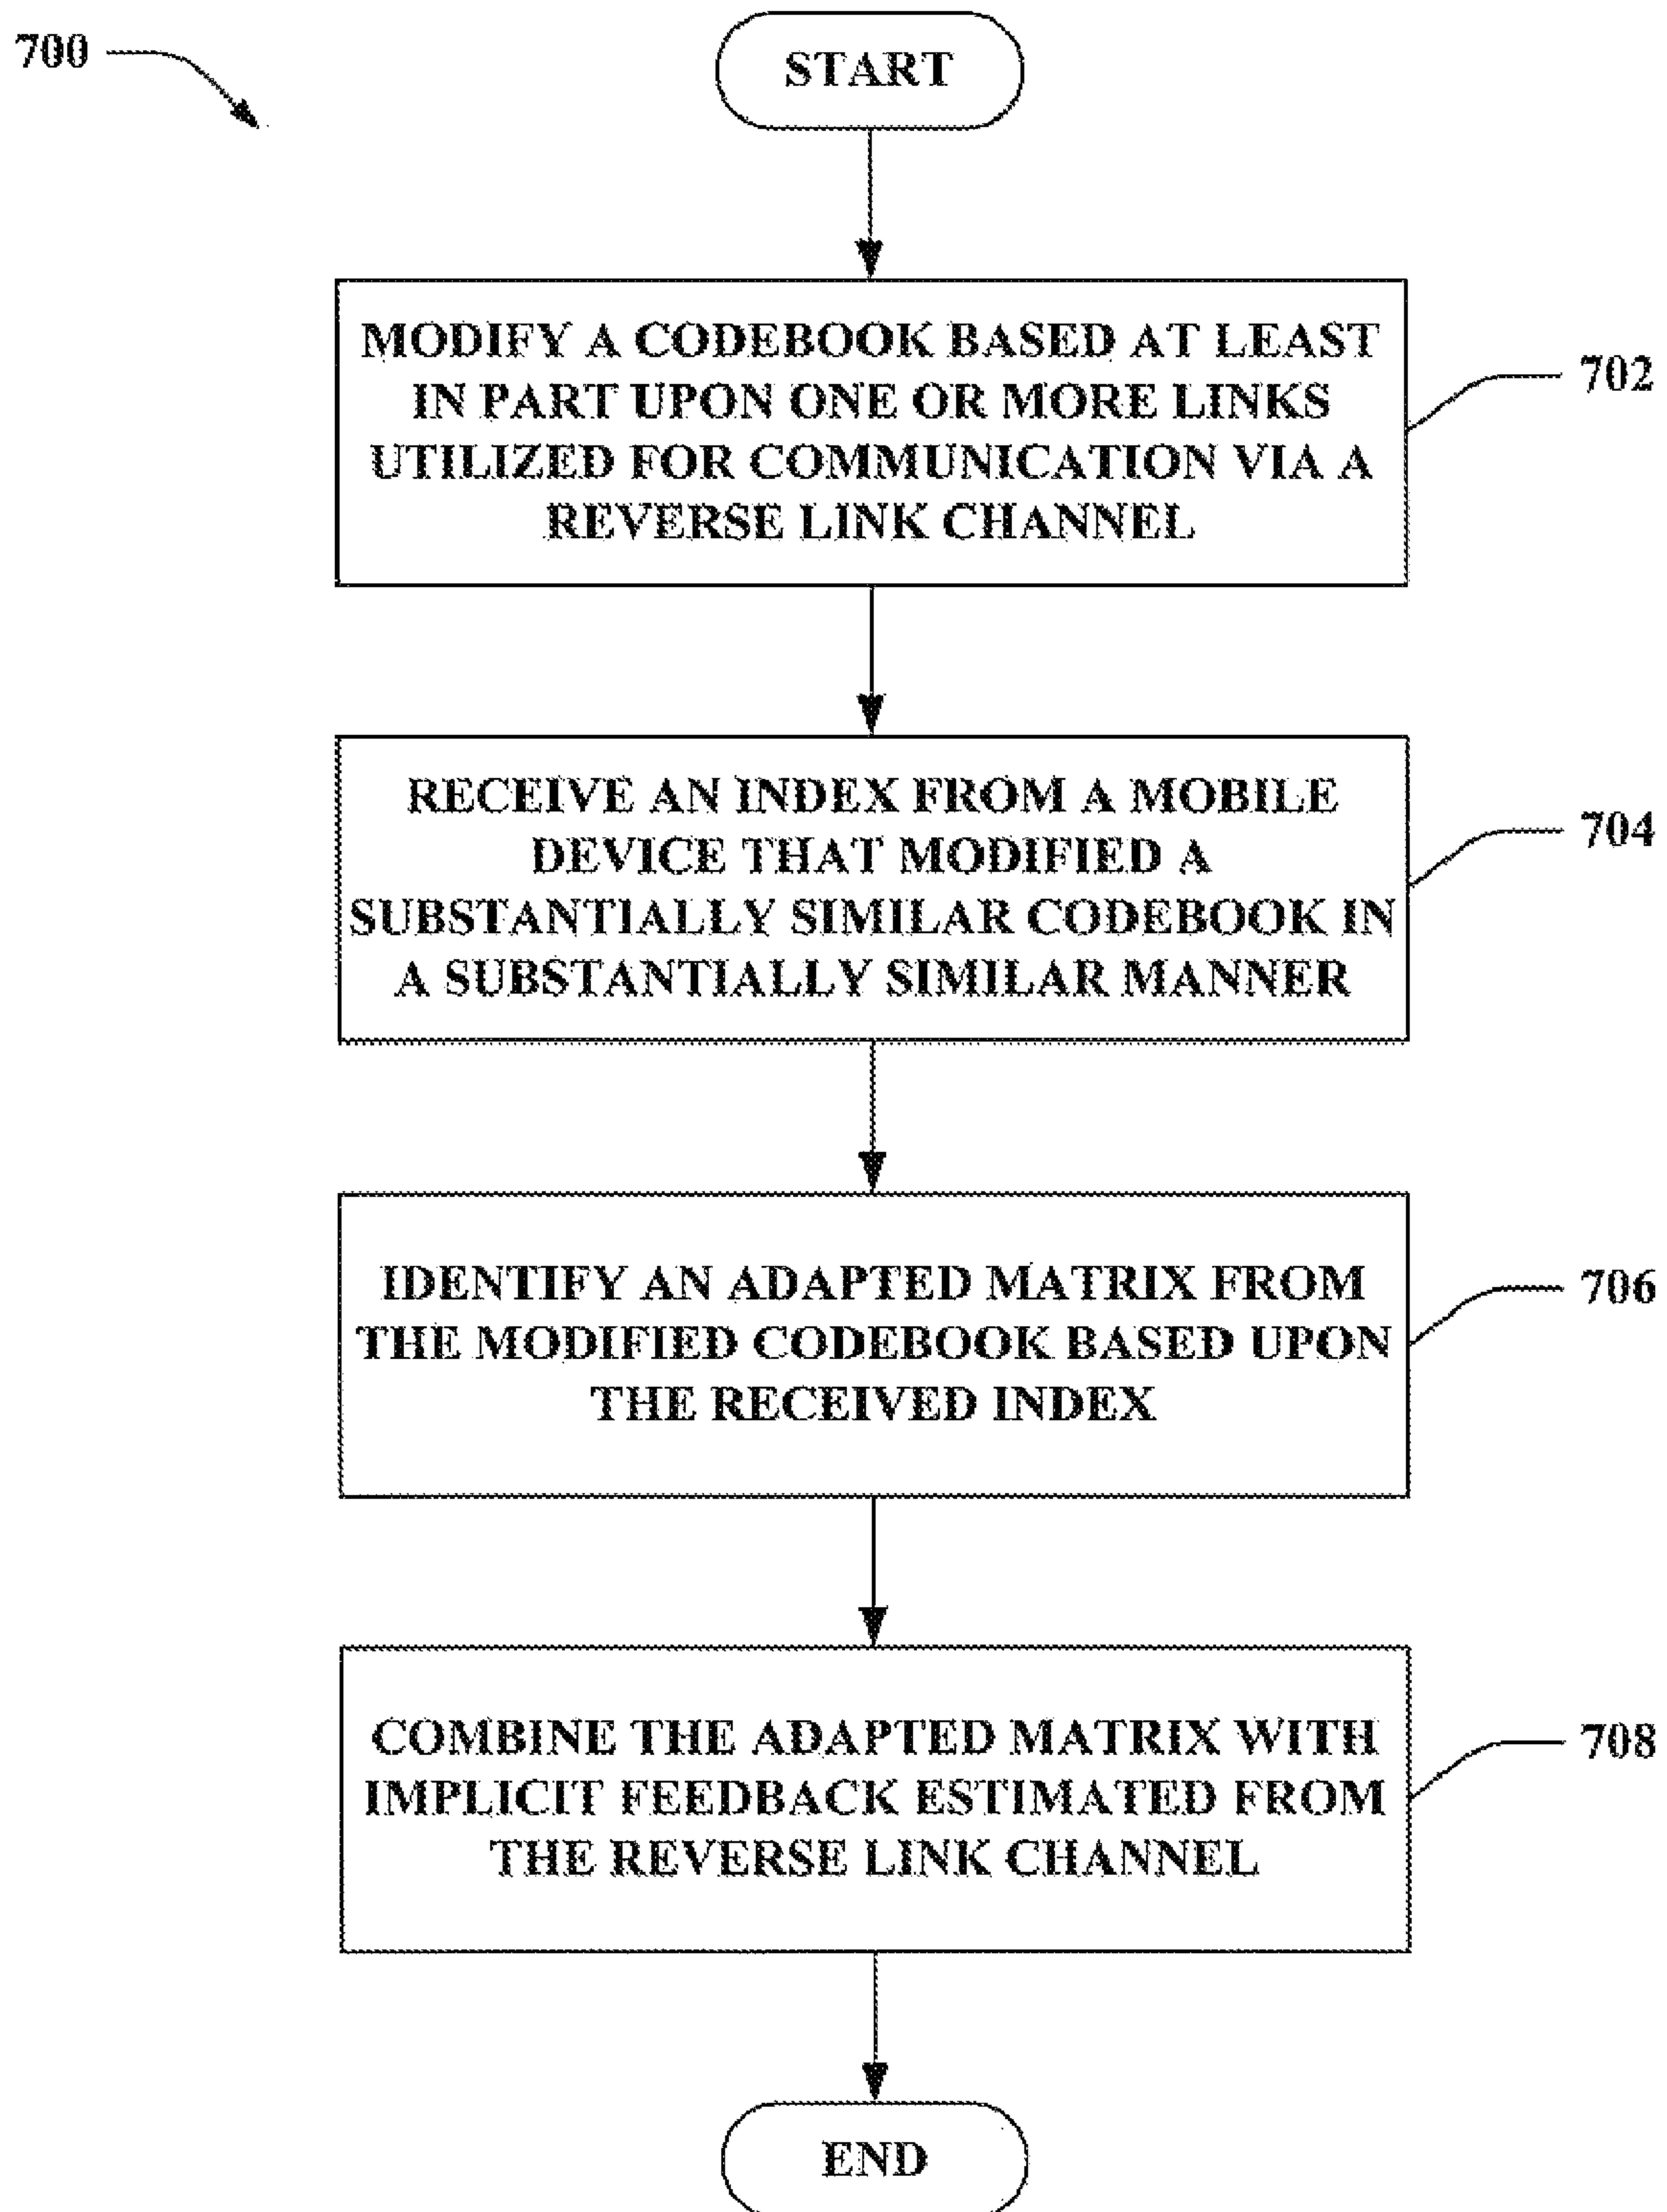 700
START
MODIFY A CODEBOOK BASED AT LEAST
IN PART UPON ONE OR MORE LINKS
UTILIZED FOR COMMUNICATION VIA A
REVERSE LINK CHANNEL
702
RECEIVE AN INDEX FROM A MOBILE
DEVICE THAT MODIFIED A
SUBSTANTIALLY SIMILAR CODEBOOK IN
A SUBSTANTIALLY SIMILAR MANNER
704
IDENTIFY AN ADAPTED MATRIX FROM
THE MODIFIED CODEBOOK BASED UPON
THE RECEIVED INDEX
706
COMBINE THE ADAPTED MATRIX WITH
IMPLICIT FEEDBACK ESTIMATED FROM
THE REVERSE LINK CHANNEL
708
END